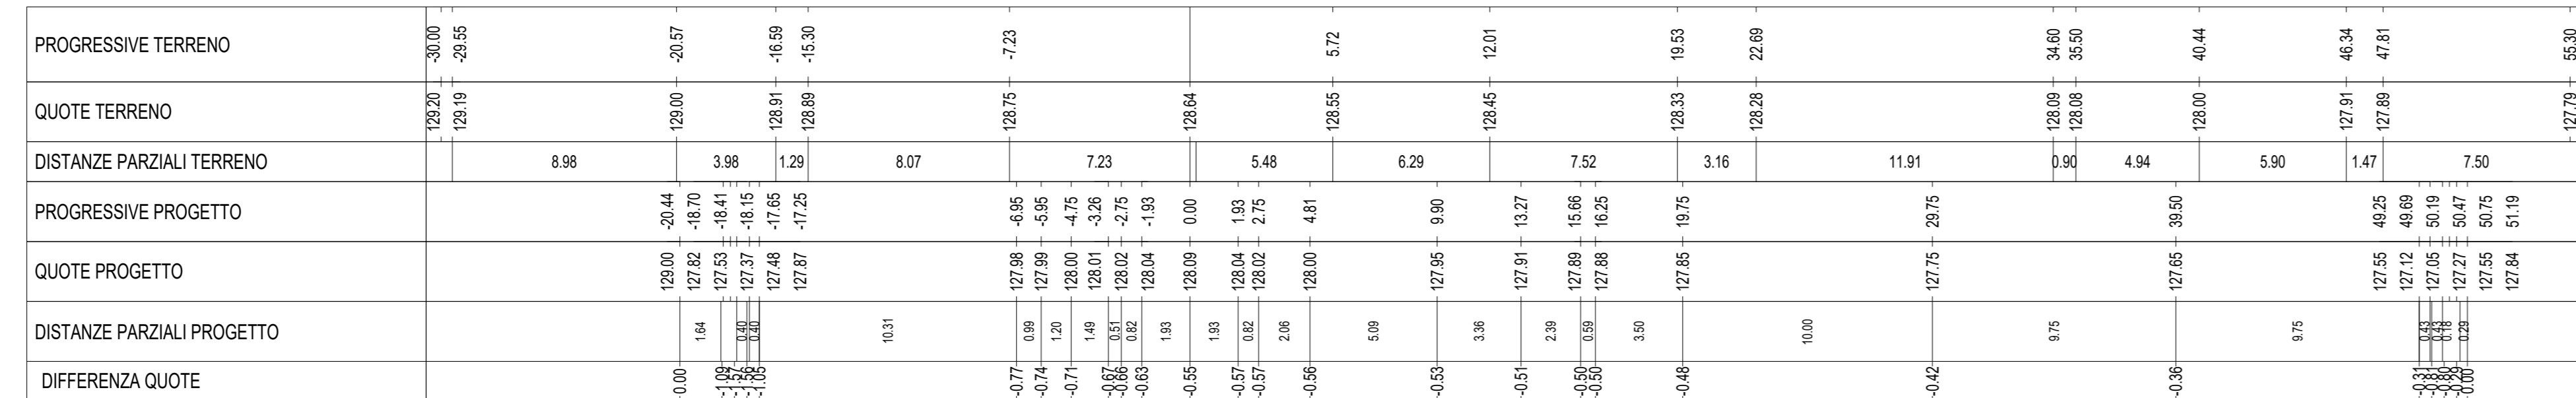 PROGRESSIVE TERRENO -30.00 -29.55 -20.57 -16.59 -15.30 -7.23 5.72 12.01 19.53 22.69 34.60 35.50 40.44 46.34 47.81 55.30
QUOTE TERRENO 129.20 129.19 129.00 128.91 128.89 128.75 128.64 128.55 128.45 128.33 128.28 128.09 128.08 128.00 127.91 127.89 127.79
DISTANZE PARZIALI TERRENO 8.98 3.98 1.29 8.07 7.23 5.48 6.29 7.52 3.16 11.91 0.90 4.94 5.90 1.47 7.50
PROGRESSIVE PROGETTO -20.44 -18.70 -18.41 -18.15 -17.65 -17.25 -6.95 -5.95 -4.75 -3.26 -2.75 -1.93 0.00 1.93 2.75 4.81 9.90 13.27 15.66 16.25 19.75 29.75 39.50 49.25 49.69 50.19 50.47 50.75 51.19
QUOTE PROGETTO 129.00 127.82 127.53 127.37 127.48 127.87 127.98 127.99 128.00 128.01 128.02 128.04 128.09 128.04 128.02 128.00 127.95 127.91 127.89 127.88 127.85 127.75 127.65 127.55 127.12 127.05 127.27 127.55 127.84
DISTANZE PARZIALI PROGETTO 1.64 0.40 0.40 10.31 0.99 1.20 1.49 0.51 0.82 1.93 1.93 0.82 2.06 5.09 3.36 2.39 0.59 3.50 10.00 9.75 9.75 0.43 0.43 0.18 0.29
DIFFERENZA QUOTE -0.00 -1.09 -1.05 -0.77 -0.74 -0.71 -0.67 -0.66 -0.63 -0.55 -0.57 -0.57 -0.56 -0.53 -0.51 -0.50 -0.50 -0.48 -0.42 -0.36 -0.31 -0.80 -0.29 -0.00